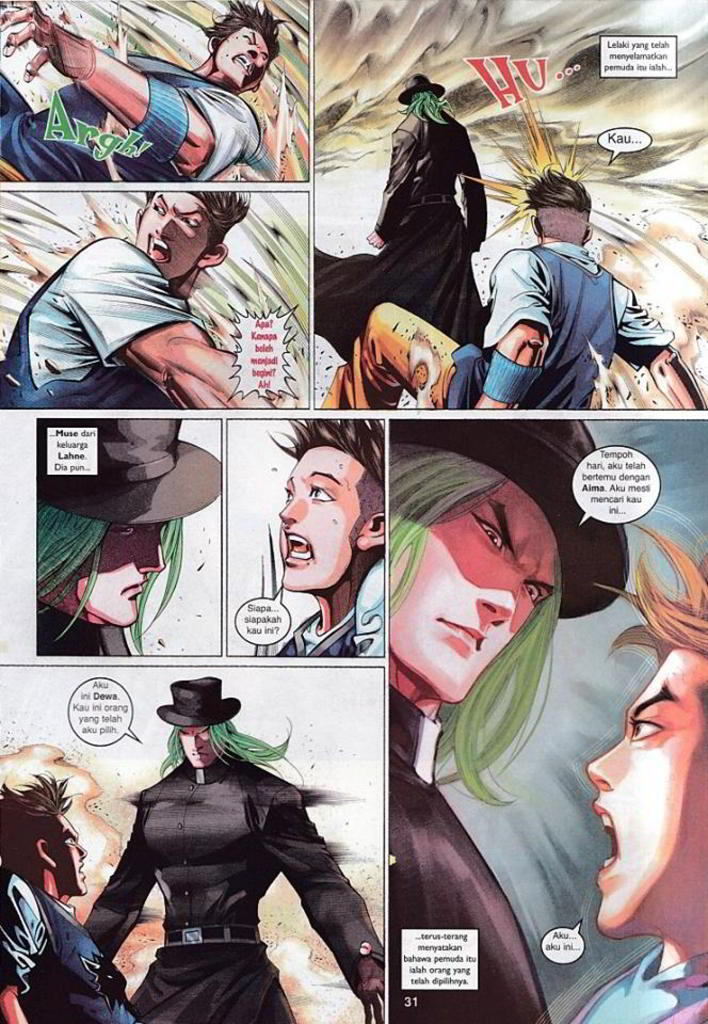 Argh!
Apa?
Kenapa
boleh
menjadi
begini?
Ah!
HU...
Lelaki yang telah
menyelamatkan
pemuda itu ialah...
Kau...
...Muse dari
keluarga
Lahne.
Dia pun...
Siapa...
siapakah
kau ini?
Tempoh
hari, aku telah
bertemu dengan
Aima. Aku mesti
mencari kau
ini...
Aku
ini Dewa.
Kau ini orang
yang telah
aku pilih.
...terus-terang
menyatakan
bahawa pemuda itu
ialah orang yang
telah dipilihnya.
Aku...
aku ini...
31